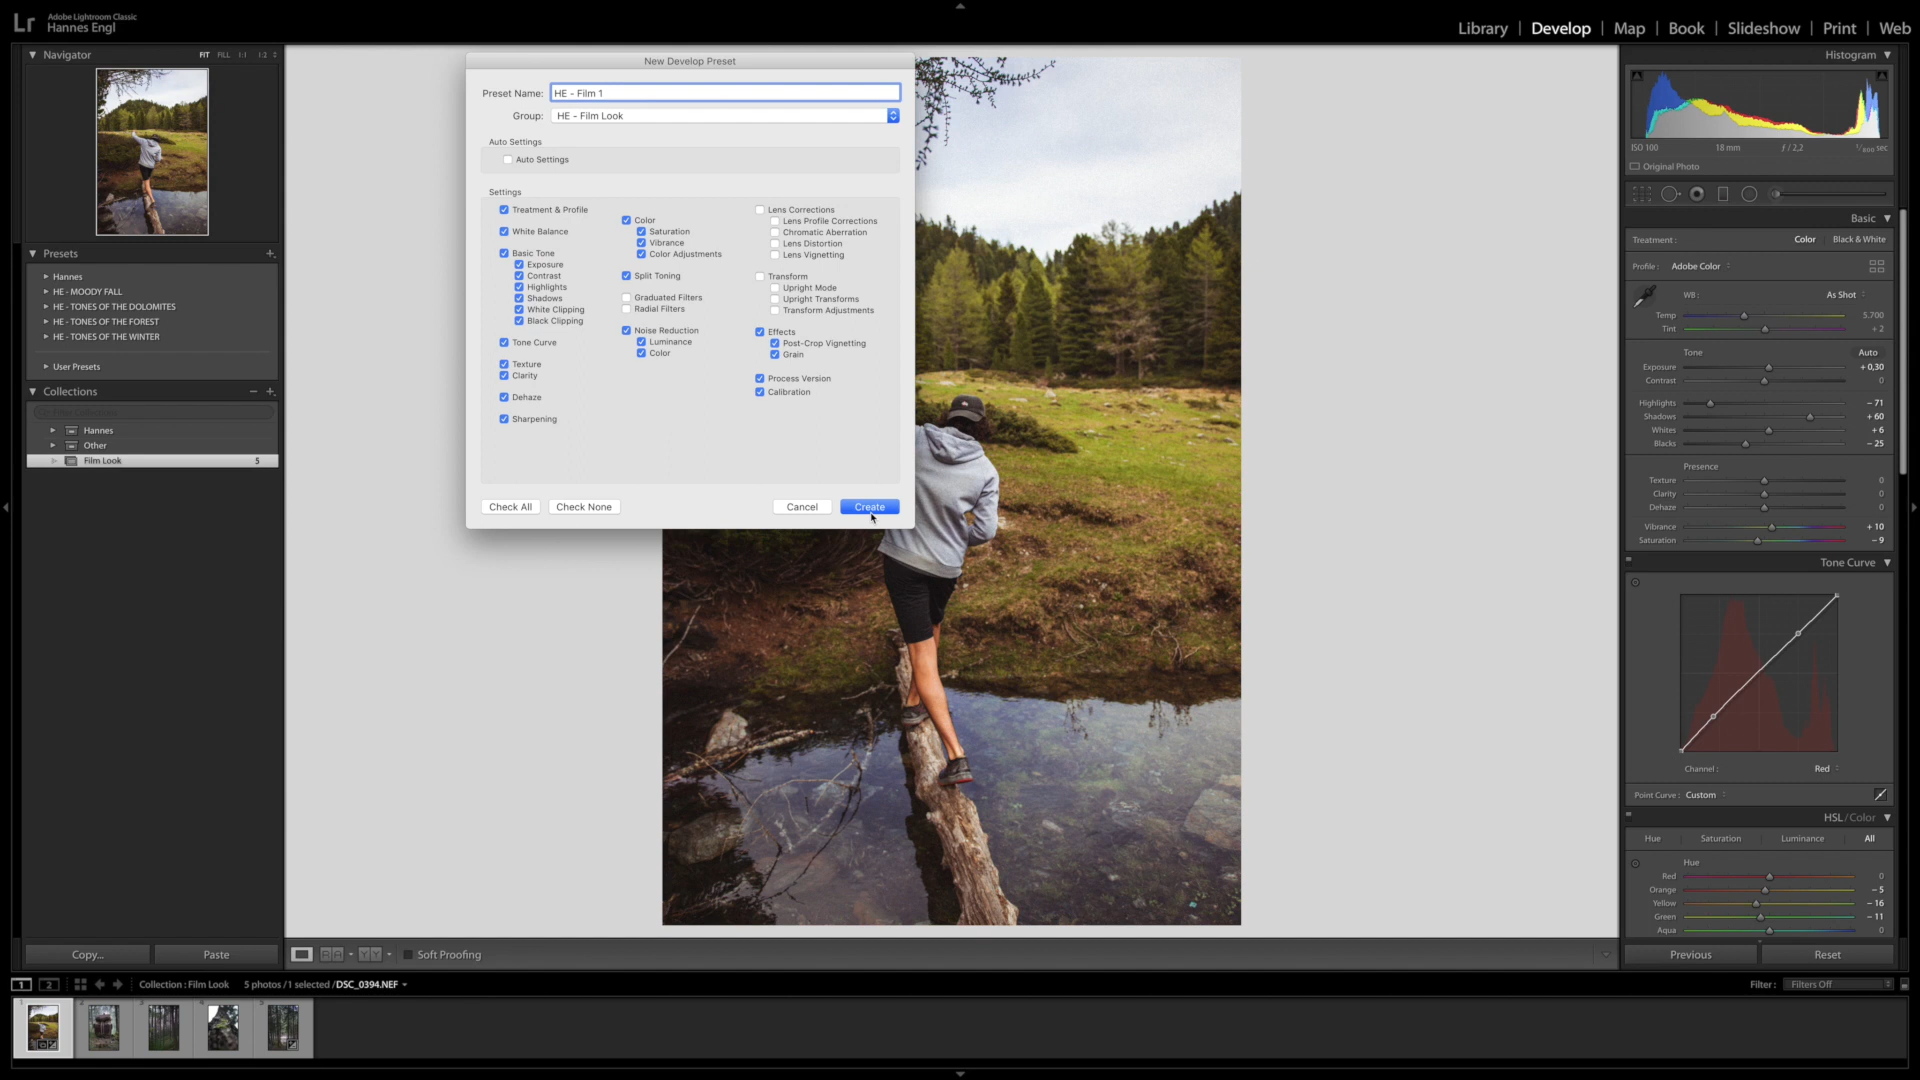 Lr Adobe Lightroom Classic
Hannes Engl
Library | Develop | Map | Book | Slideshow | Print | Web
Navigator FIT FILL 1:1 1:2
Presets
Hannes
HE - MOODY FALL
HE - TONES OF THE DOLOMITES
HE - TONES OF THE FOREST
HE - TONES OF THE WINTER
User Presets
Collections
Hannes
Other
Film Look 5
Copy... Paste
New Develop Preset
Preset Name: HE - Film 1
Group: HE - Film Look
Auto Settings
Auto Settings
Settings
Treatment & Profile
White Balance
Basic Tone
Exposure
Contrast
Highlights
Shadows
White Clipping
Black Clipping
Tone Curve
Texture
Clarity
Dehaze
Sharpening
Color
Saturation
Vibrance
Color Adjustments
Split Toning
Graduated Filters
Radial Filters
Noise Reduction
Luminance
Color
Lens Corrections
Lens Profile Corrections
Chromatic Aberration
Lens Distortion
Lens Vignetting
Transform
Upright Mode
Upright Transforms
Transform Adjustments
Effects
Post-Crop Vignetting
Grain
Process Version
Calibration
Check All Check None Cancel Create
Histogram
ISO 100 18 mm ƒ / 2,2 1/800 sec
Original Photo
Basic
Treatment : Color | Black & White
Profile : Adobe Color
WB : As Shot
Temp 5.700
Tint + 2
Tone Auto
Exposure + 0,30
Contrast 0
Highlights − 71
Shadows + 60
Whites + 6
Blacks − 25
Presence
Texture 0
Clarity 0
Dehaze 0
Vibrance + 10
Saturation − 9
Tone Curve
Channel : Red
Point Curve : Custom
HSL / Color
Hue Saturation Luminance All
Hue
Red 0
Orange − 5
Yellow − 16
Green − 11
Aqua 0
Previous Reset
Soft Proofing
1 2 Collection : Film Look 5 photos / 1 selected / DSC_0394.NEF
Filter : Filters Off